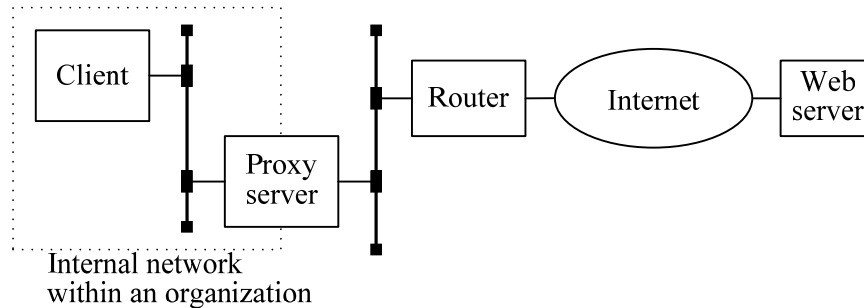 Client
Proxy
server
Router
Internet
Web
server
Internal network
within an organization